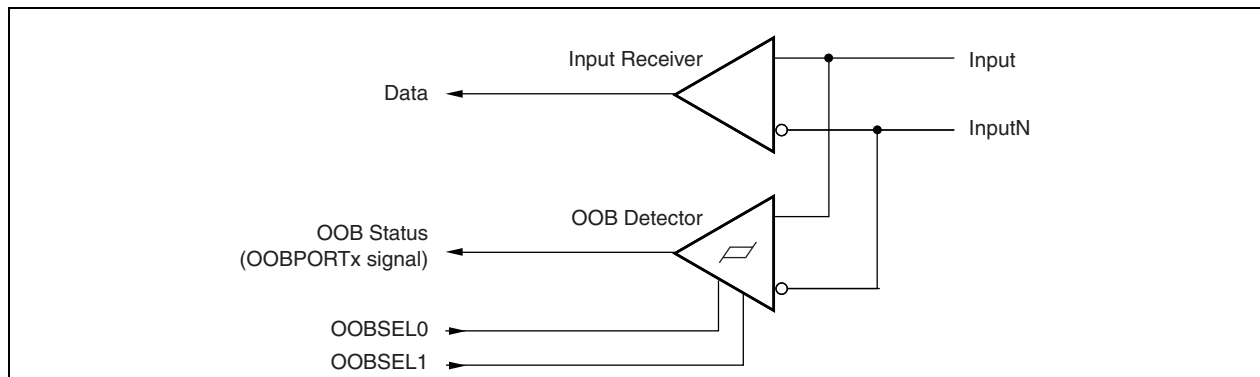 Input Receiver
Input
Data
InputN
OOB Detector
OOB Status
(OOBPORTx signal)
OOBSEL0
OOBSEL1